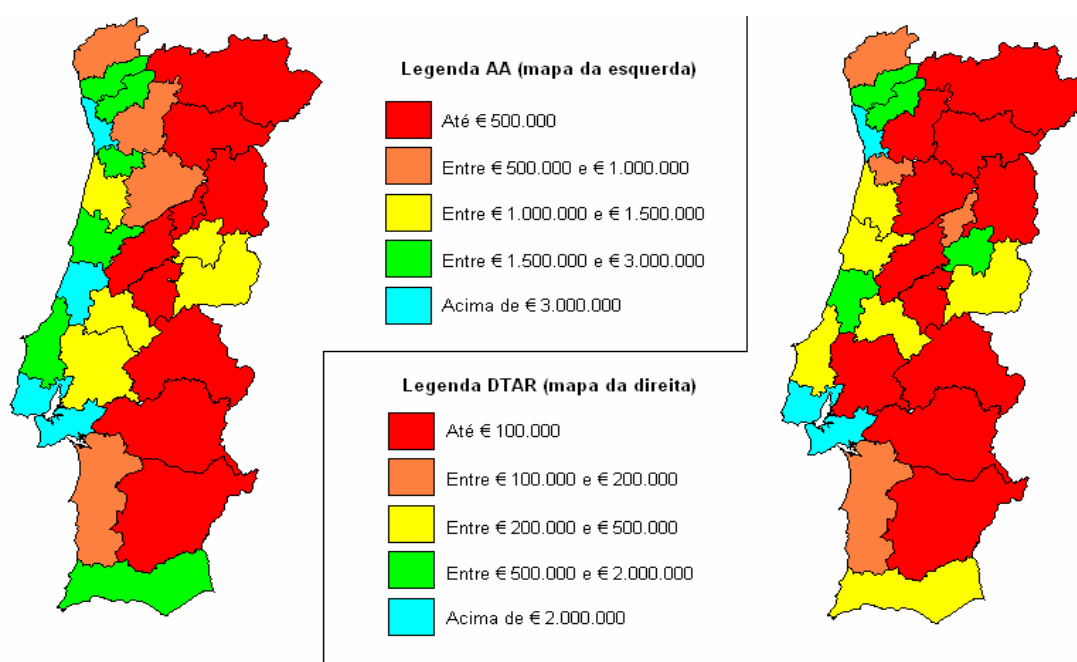 Legenda AA (mapa da esquerda)
Até € 500.000
Entre € 500.000 e € 1.000.000
Entre € 1.000.000 e € 1.500.000
Entre € 1.500.000 e € 3.000.000
Acima de € 3.000.000
Legenda DTAR (mapa da direita)
Até € 100.000
Entre € 100.000 e € 200.000
Entre € 200.000 e € 500.000
Entre € 500.000 e € 2.000.000
Acima de € 2.000.000